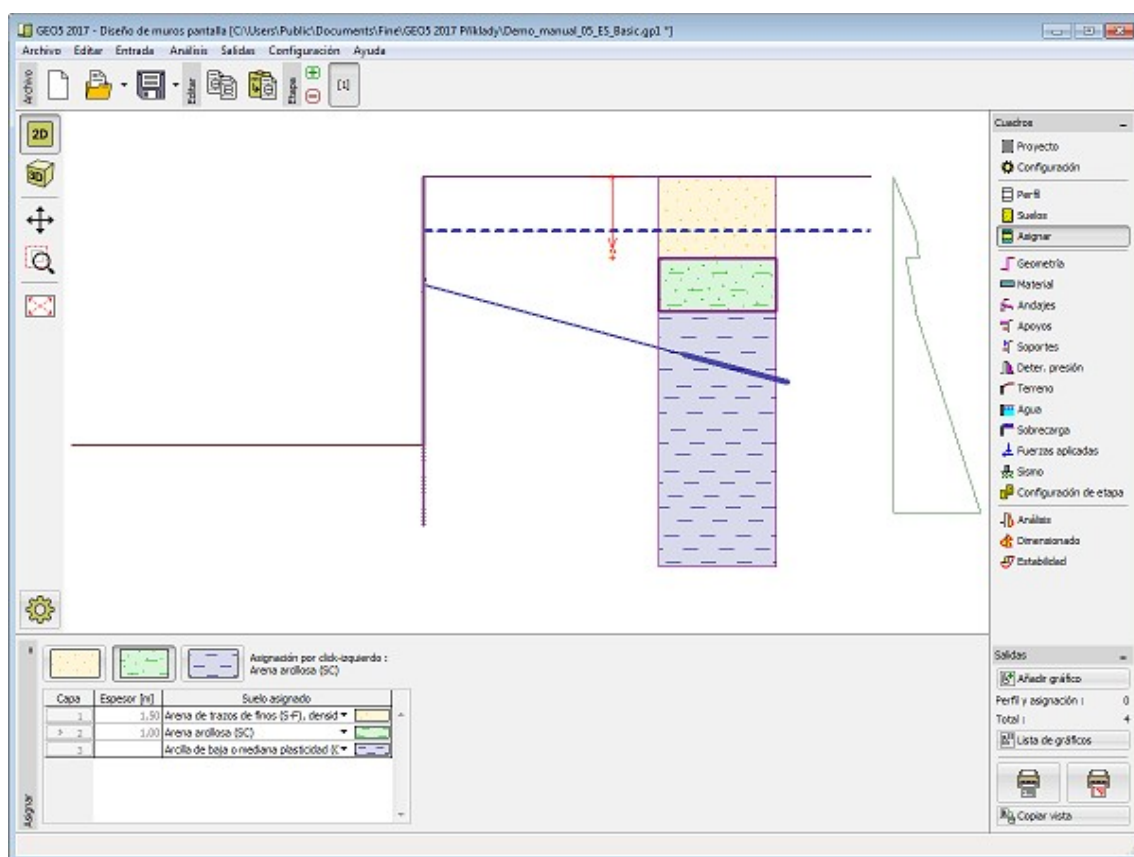 GEO5 2017 - Diseño de muros pantalla [C:\Users\Public\Documents\Fine\GEO5 2017 Příklady\Demo_manual_05_ES_Basic.gp1 *]
Archivo Editar Entrada Análisis Salidas Configuración Ayuda
Archivo
Editar
Etapa
[1]
2D
3D
Cuadros
Proyecto
Configuración
Perfil
Suelos
Asignar
Geometría
Material
Anclajes
Apoyos
Soportes
Deter. presión
Terreno
Agua
Sobrecarga
Fuerzas aplicadas
Sismo
Configuración de etapa
Análisis
Dimensionado
Estabilidad
Asignar
Asignación por click-izquierdo :
Arena arcillosa (SC)
Capa Espesor [m] Suelo asignado
1 1,50 Arena de trazos de finos (S-F), densid
> 2 1,00 Arena arcillosa (SC)
3 Arcilla de baja o mediana plasticidad (C
Salidas
Añadir gráfico
Perfil y asignación : 0
Total : 4
Lista de gráficos
Copiar vista